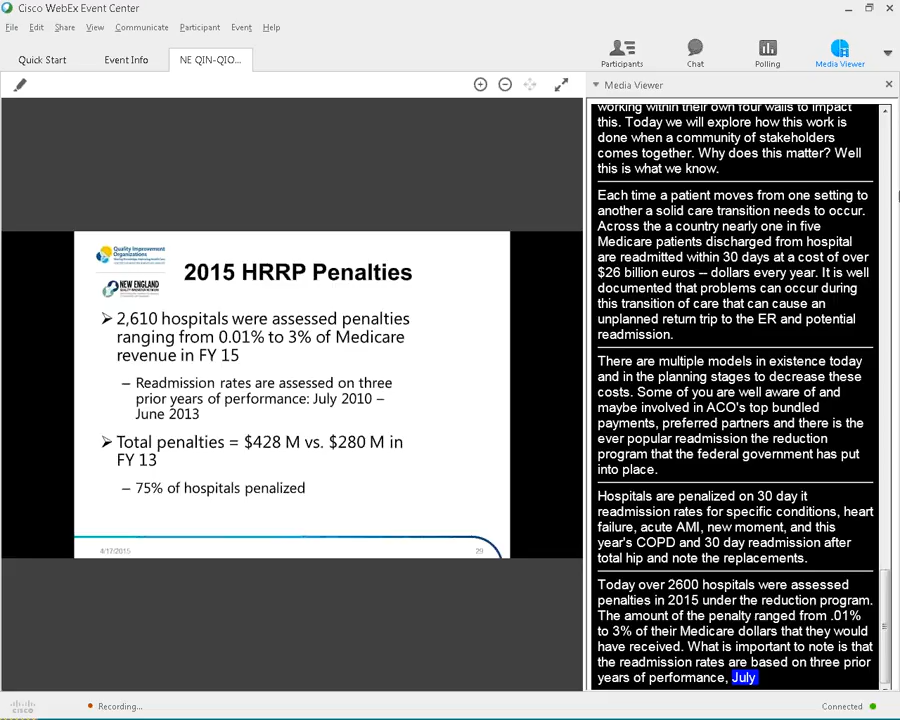 Cisco WebEx Event Center
File Edit Share View Communicate Participant Event Help
Quick Start Event Info NE QIN-QIO...
Participants Chat Polling Media Viewer
Media Viewer
Quality Improvement
Organizations
NEW ENGLAND
2015 HRRP Penalties
2,610 hospitals were assessed penalties
ranging from 0.01% to 3% of Medicare
revenue in FY 15
– Readmission rates are assessed on three
prior years of performance: July 2010 –
June 2013
Total penalties = $428 M vs. $280 M in
FY 13
– 75% of hospitals penalized
4/17/2015 29
working within their own four walls to impact
this. Today we will explore how this work is
done when a community of stakeholders
comes together. Why does this matter? Well
this is what we know.
Each time a patient moves from one setting to
another a solid care transition needs to occur.
Across the a country nearly one in five
Medicare patients discharged from hospital
are readmitted within 30 days at a cost of over
$26 billion euros -- dollars every year. It is well
documented that problems can occur during
this transition of care that can cause an
unplanned return trip to the ER and potential
readmission.
There are multiple models in existence today
and in the planning stages to decrease these
costs. Some of you are well aware of and
maybe involved in ACO's top bundled
payments, preferred partners and there is the
ever popular readmission the reduction
program that the federal government has put
into place.
Hospitals are penalized on 30 day it
readmission rates for specific conditions, heart
failure, acute AMI, new moment, and this
year's COPD and 30 day readmission after
total hip and note the replacements.
Today over 2600 hospitals were assessed
penalties in 2015 under the reduction program.
The amount of the penalty ranged from .01%
to 3% of their Medicare dollars that they would
have received. What is important to note is that
the readmission rates are based on three prior
years of performance, July
cisco Recording... Connected